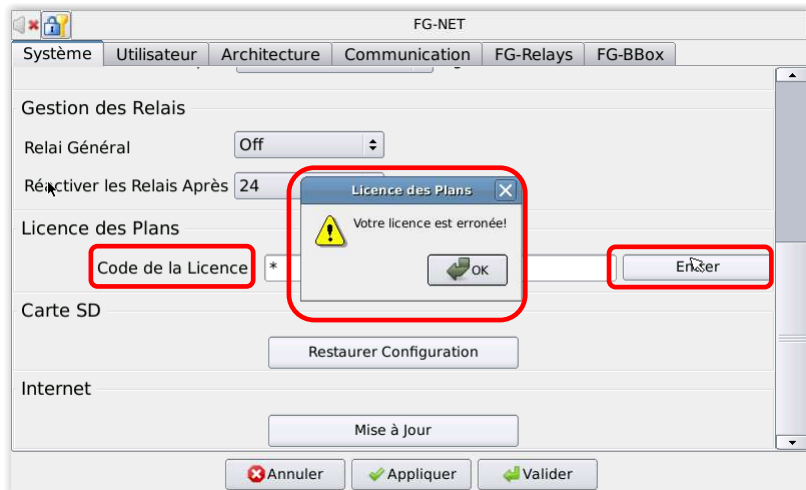 FG-NET
Système Utilisateur Architecture Communication FG-Relays FG-BBox
Gestion des Relais
Relai Général Off
Réactiver les Relais Après 24
Licence des Plans
Votre licence est erronée!
OK
Licence des Plans
Code de la Licence * Entrer
Carte SD
Restaurer Configuration
Internet
Mise à Jour
Annuler Appliquer Valider